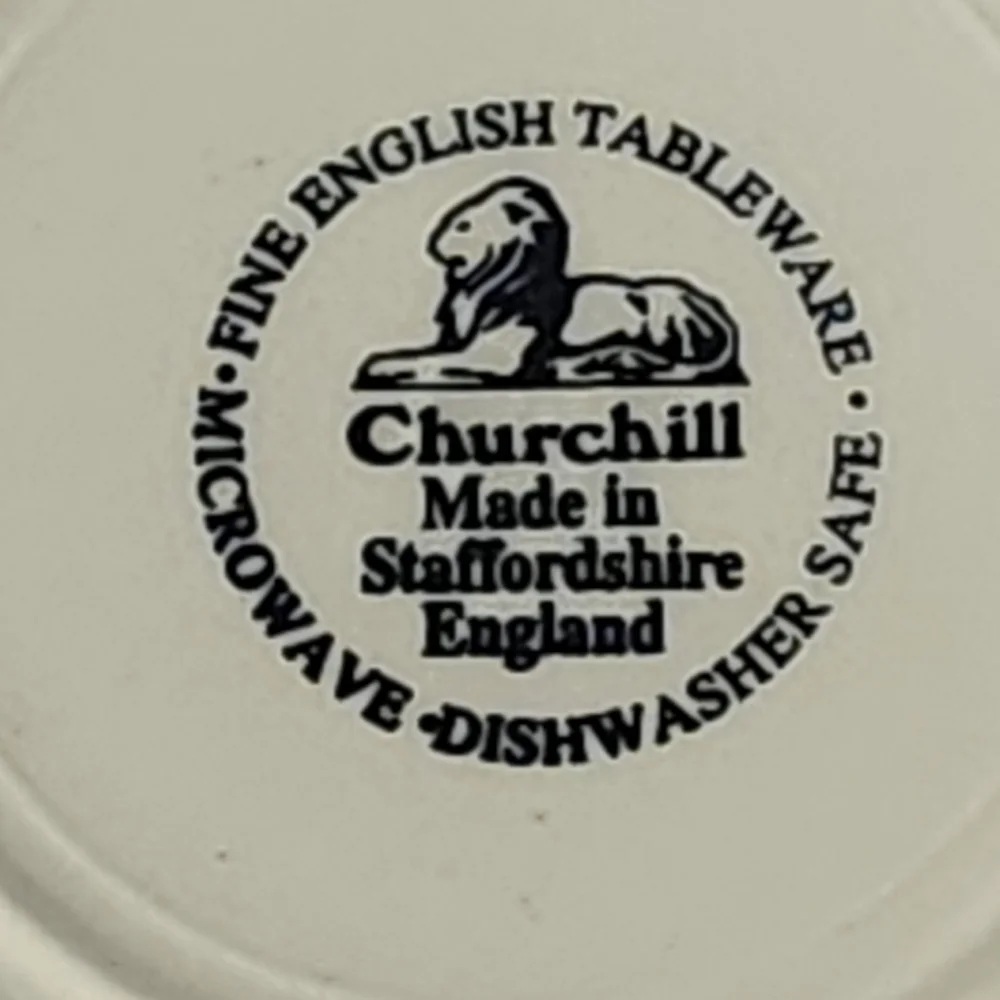 • FINE ENGLISH TABLEWARE •
MICROWAVE • DISHWASHER SAFE
Churchill
Made in
Staffordshire
England